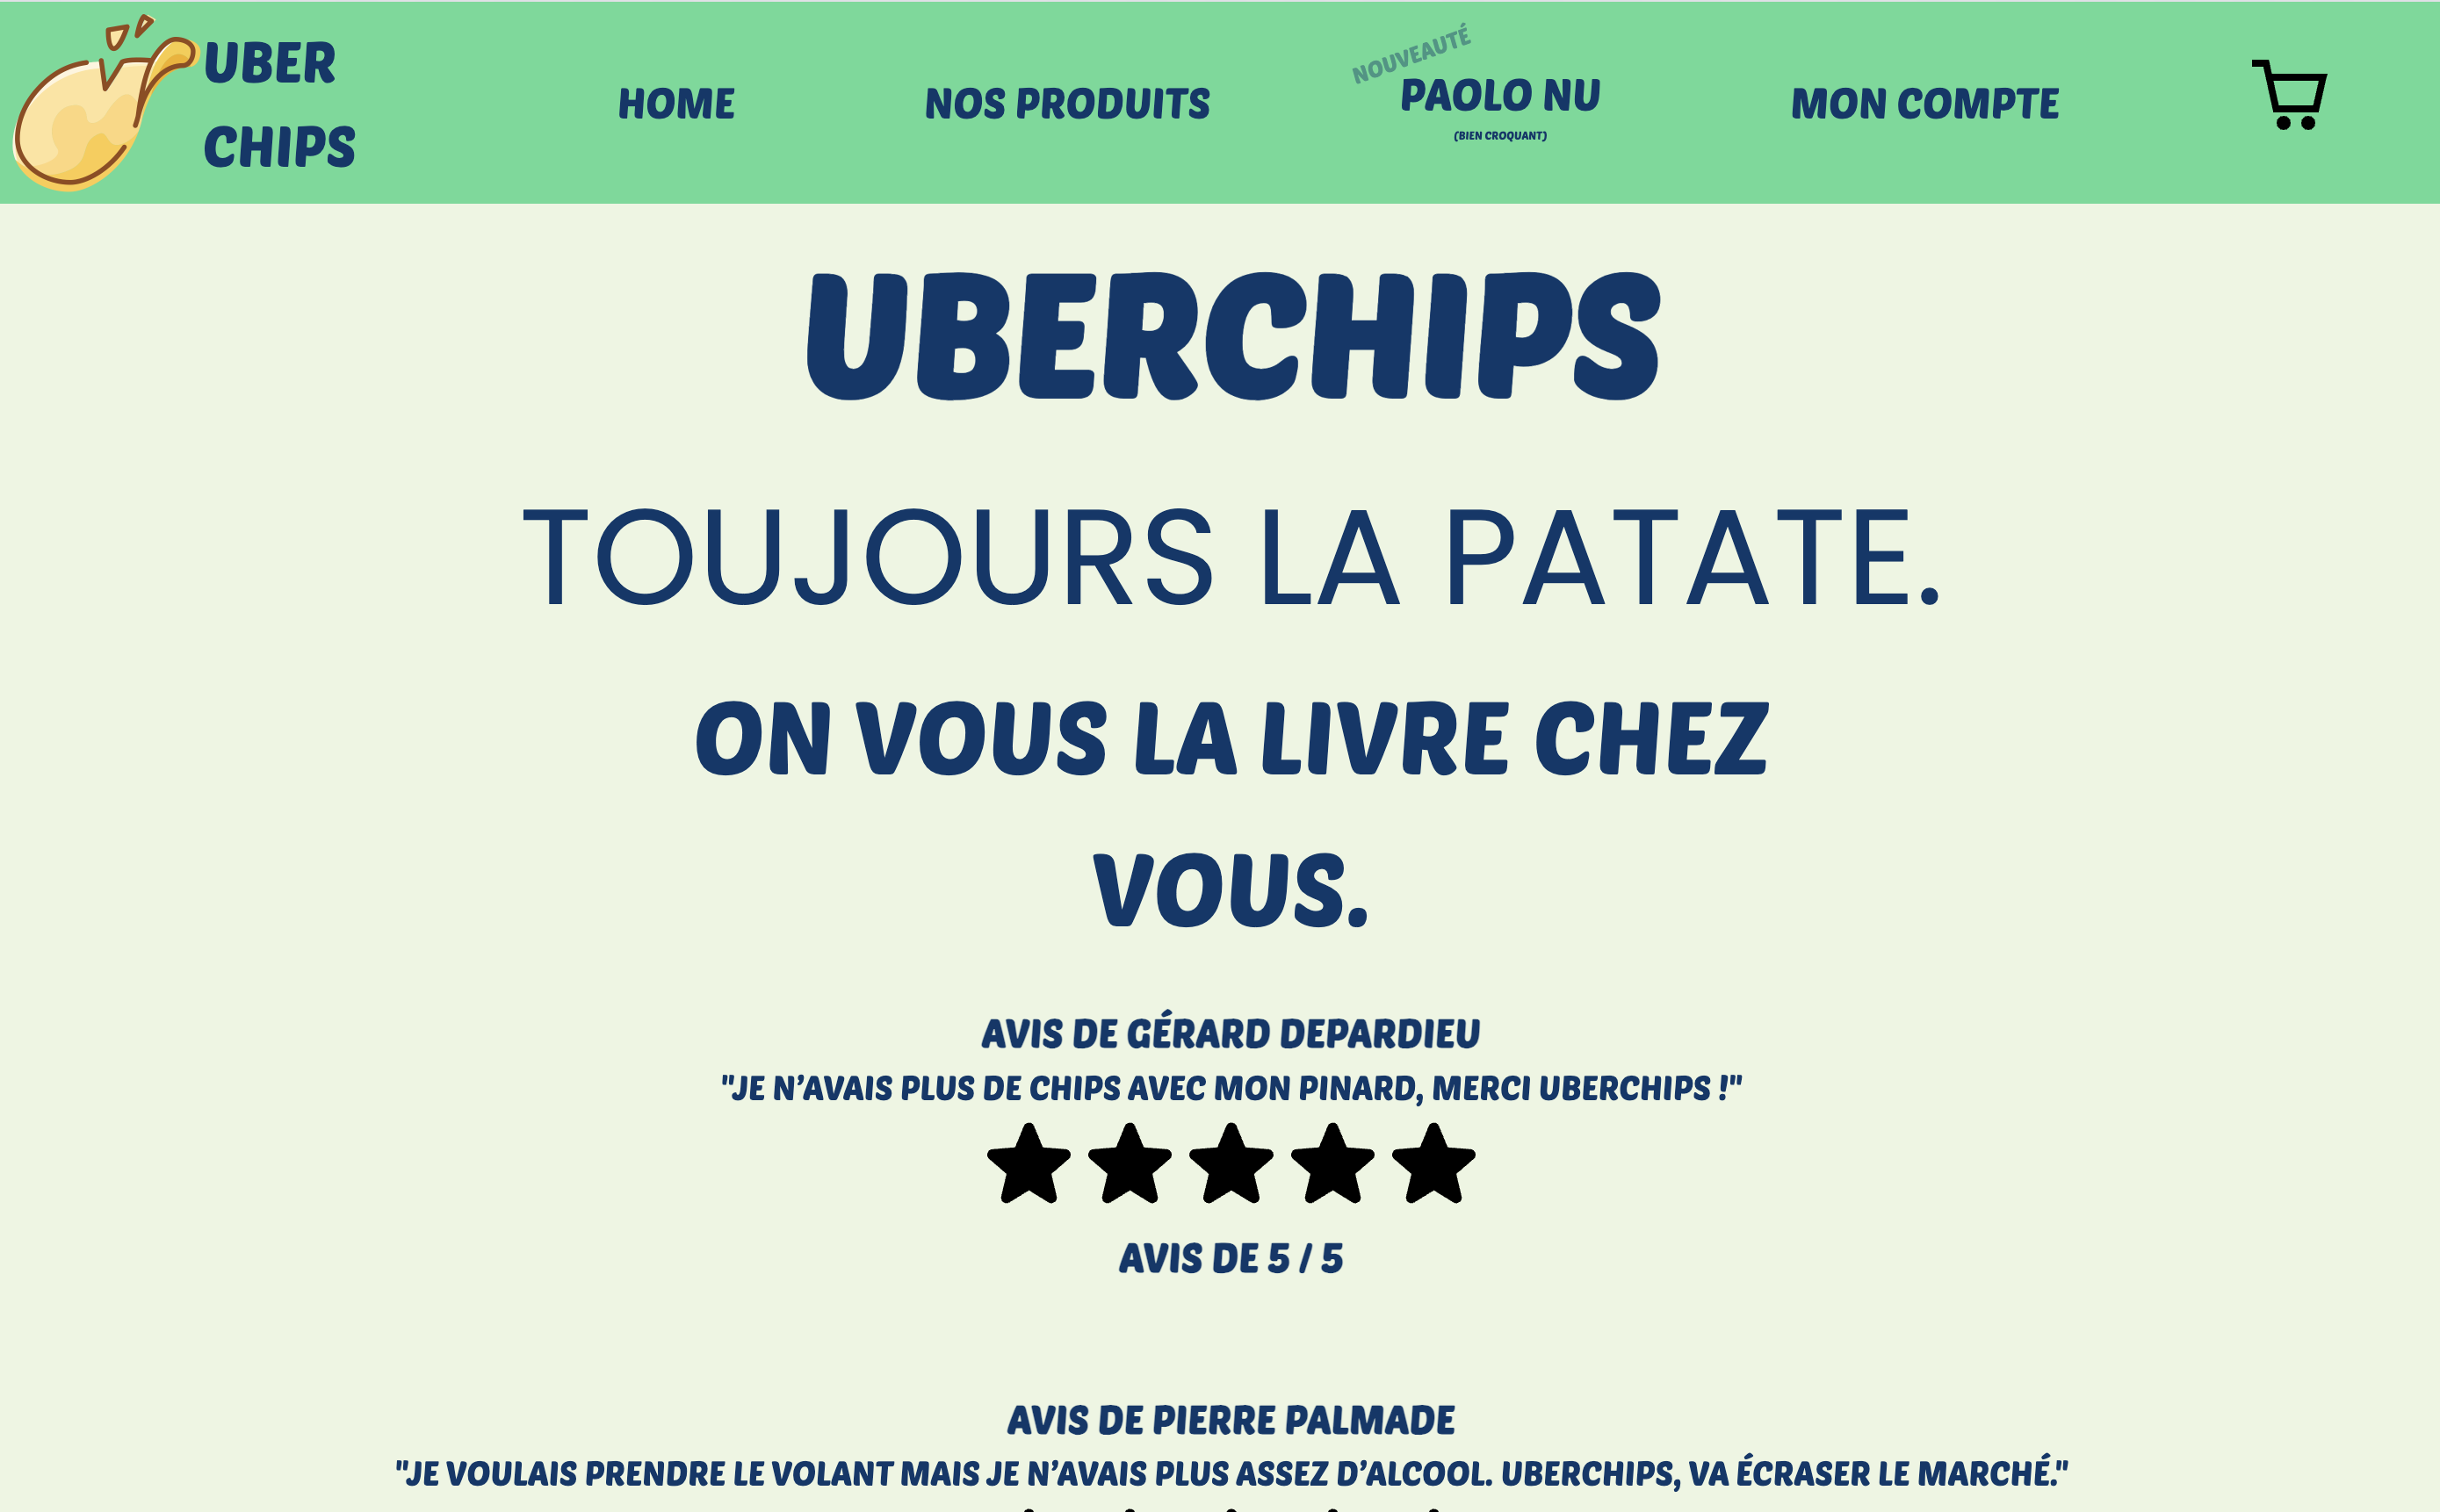 UBER
CHIPS
HOME
NOS PRODUITS
NOUVEAUTÉ
PAOLO NU
(BIEN CROQUANT)
MON COMPTE
UBERCHIPS
TOUJOURS LA PATATE.
ON VOUS LA LIVRE CHEZ
VOUS.
AVIS DE GÉRARD DEPARDIEU
"JE N’AVAIS PLUS DE CHIPS AVEC MON PINARD, MERCI UBERCHIPS !"
AVIS DE 5 / 5
AVIS DE PIERRE PALMADE
"JE VOULAIS PRENDRE LE VOLANT MAIS JE N’AVAIS PLUS ASSEZ D’ALCOOL. UBERCHIPS, VA ÉCRASER LE MARCHÉ."